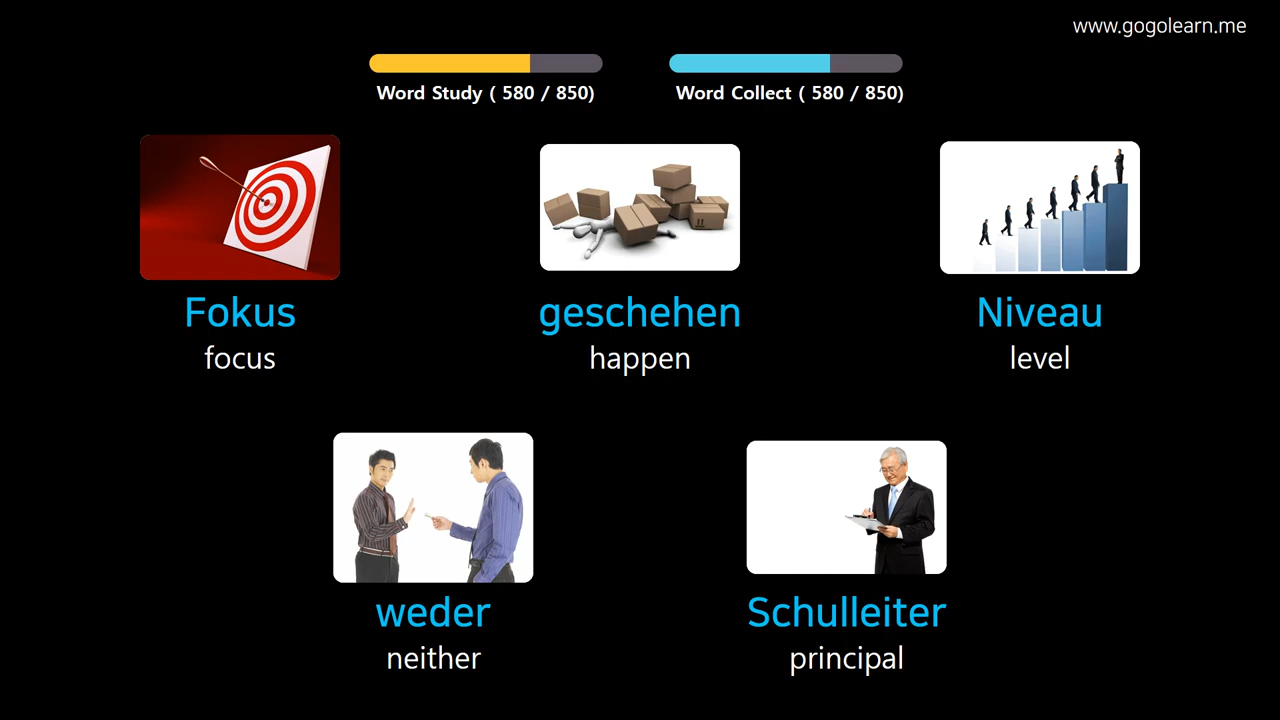 www.gogolearn.me
Word Study ( 580 / 850)
Word Collect ( 580 / 850)
Fokus
focus
geschehen
happen
Niveau
level
weder
neither
Schulleiter
principal